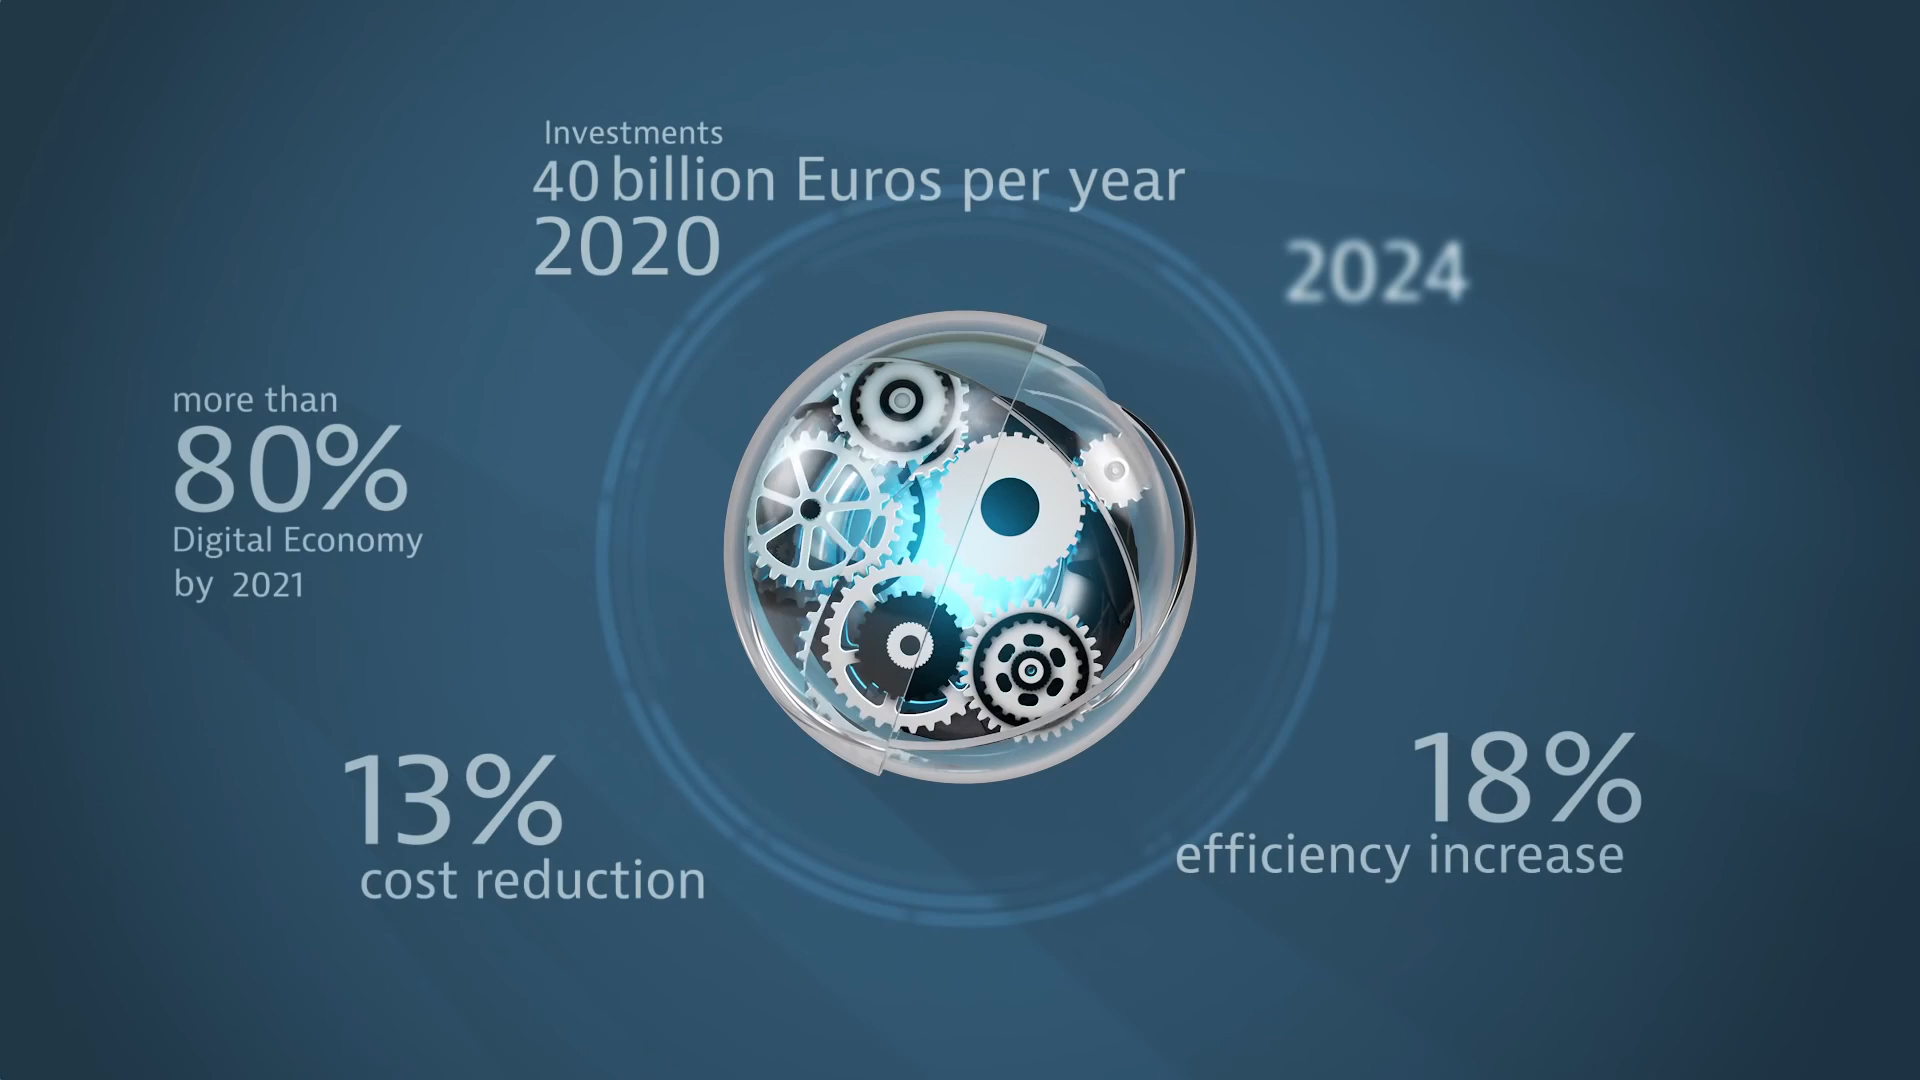 Investments
40 billion Euros per year
2020
2024
more than
80%
Digital Economy
by 2021
13%
cost reduction
18%
efficiency increase